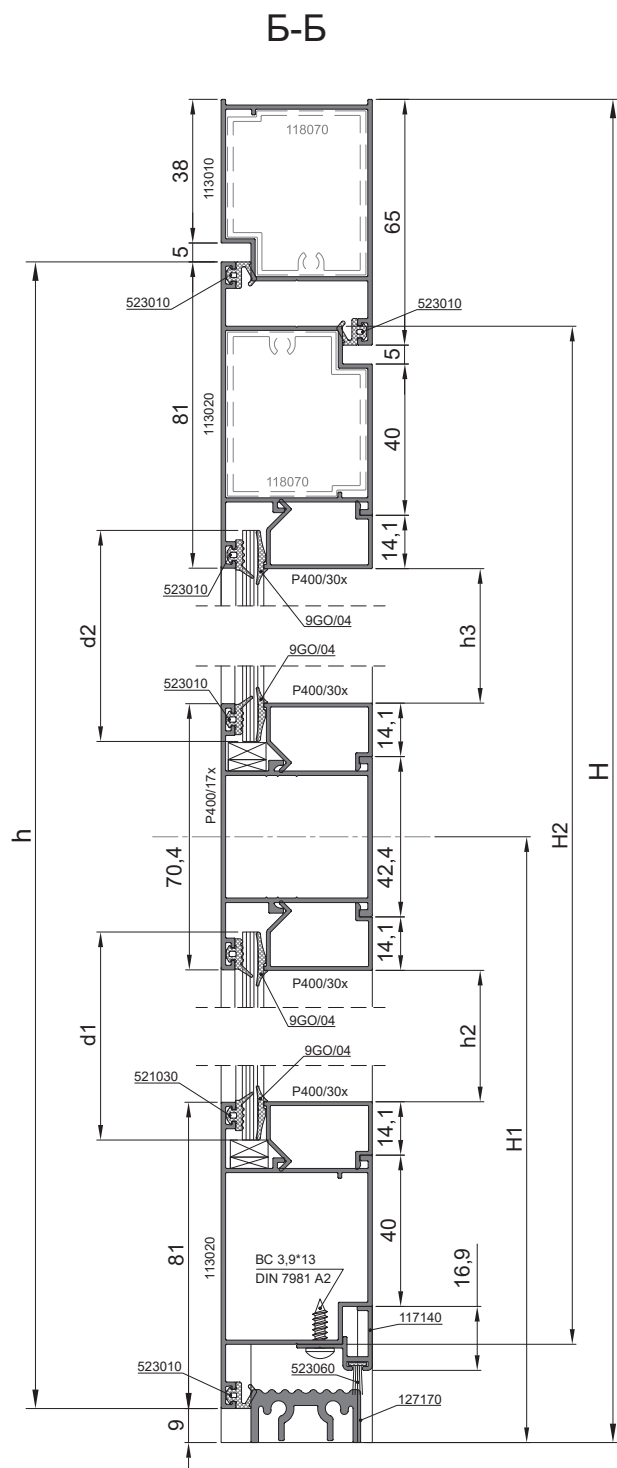 Б-Б
118070
38
113010
65
5
523010
523010
5
81
113020
40
118070
14,1
523010
P400/30x
9GO/04
d2
h3
9GO/04
523010
P400/30x
14,1
P400/17x
H
h
H2
70,4
42,4
14,1
P400/30x
9GO/04
d1
h2
9GO/04
521030
P400/30x
14,1
H1
81
113020
40
BC 3,9*13
DIN 7981 A2
16,9
117140
523060
523010
127170
9